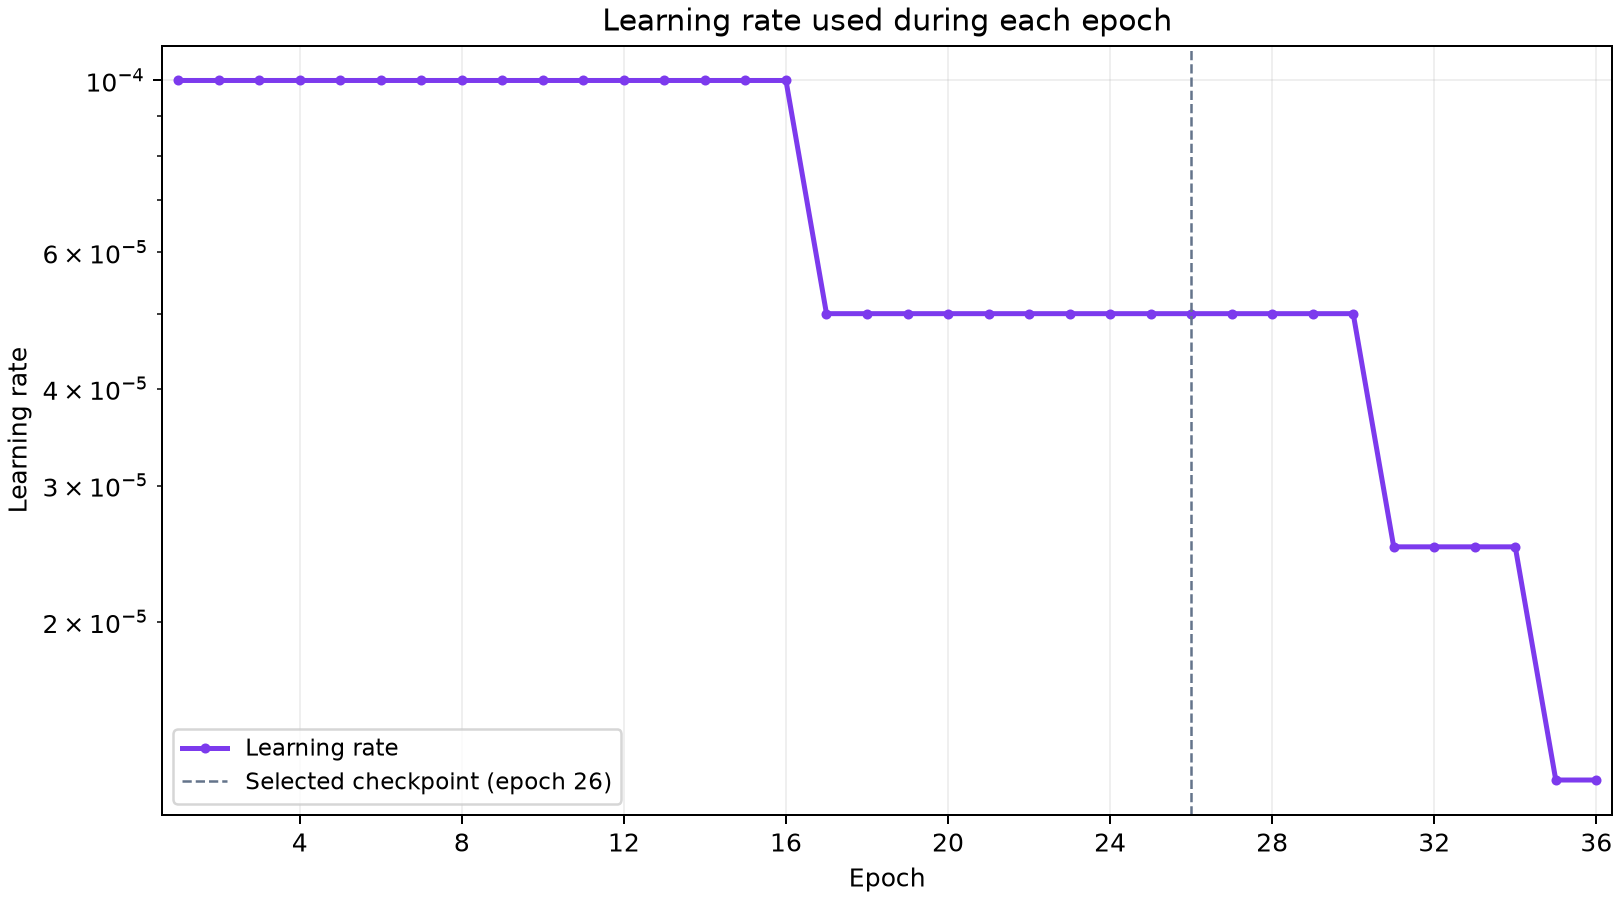 Learning rate used during each epoch
10⁻⁴
6 × 10⁻⁵
4 × 10⁻⁵
3 × 10⁻⁵
2 × 10⁻⁵
Learning rate
Learning rate
Selected checkpoint (epoch 26)
4 8 12 16 20 24 28 32 36
Epoch